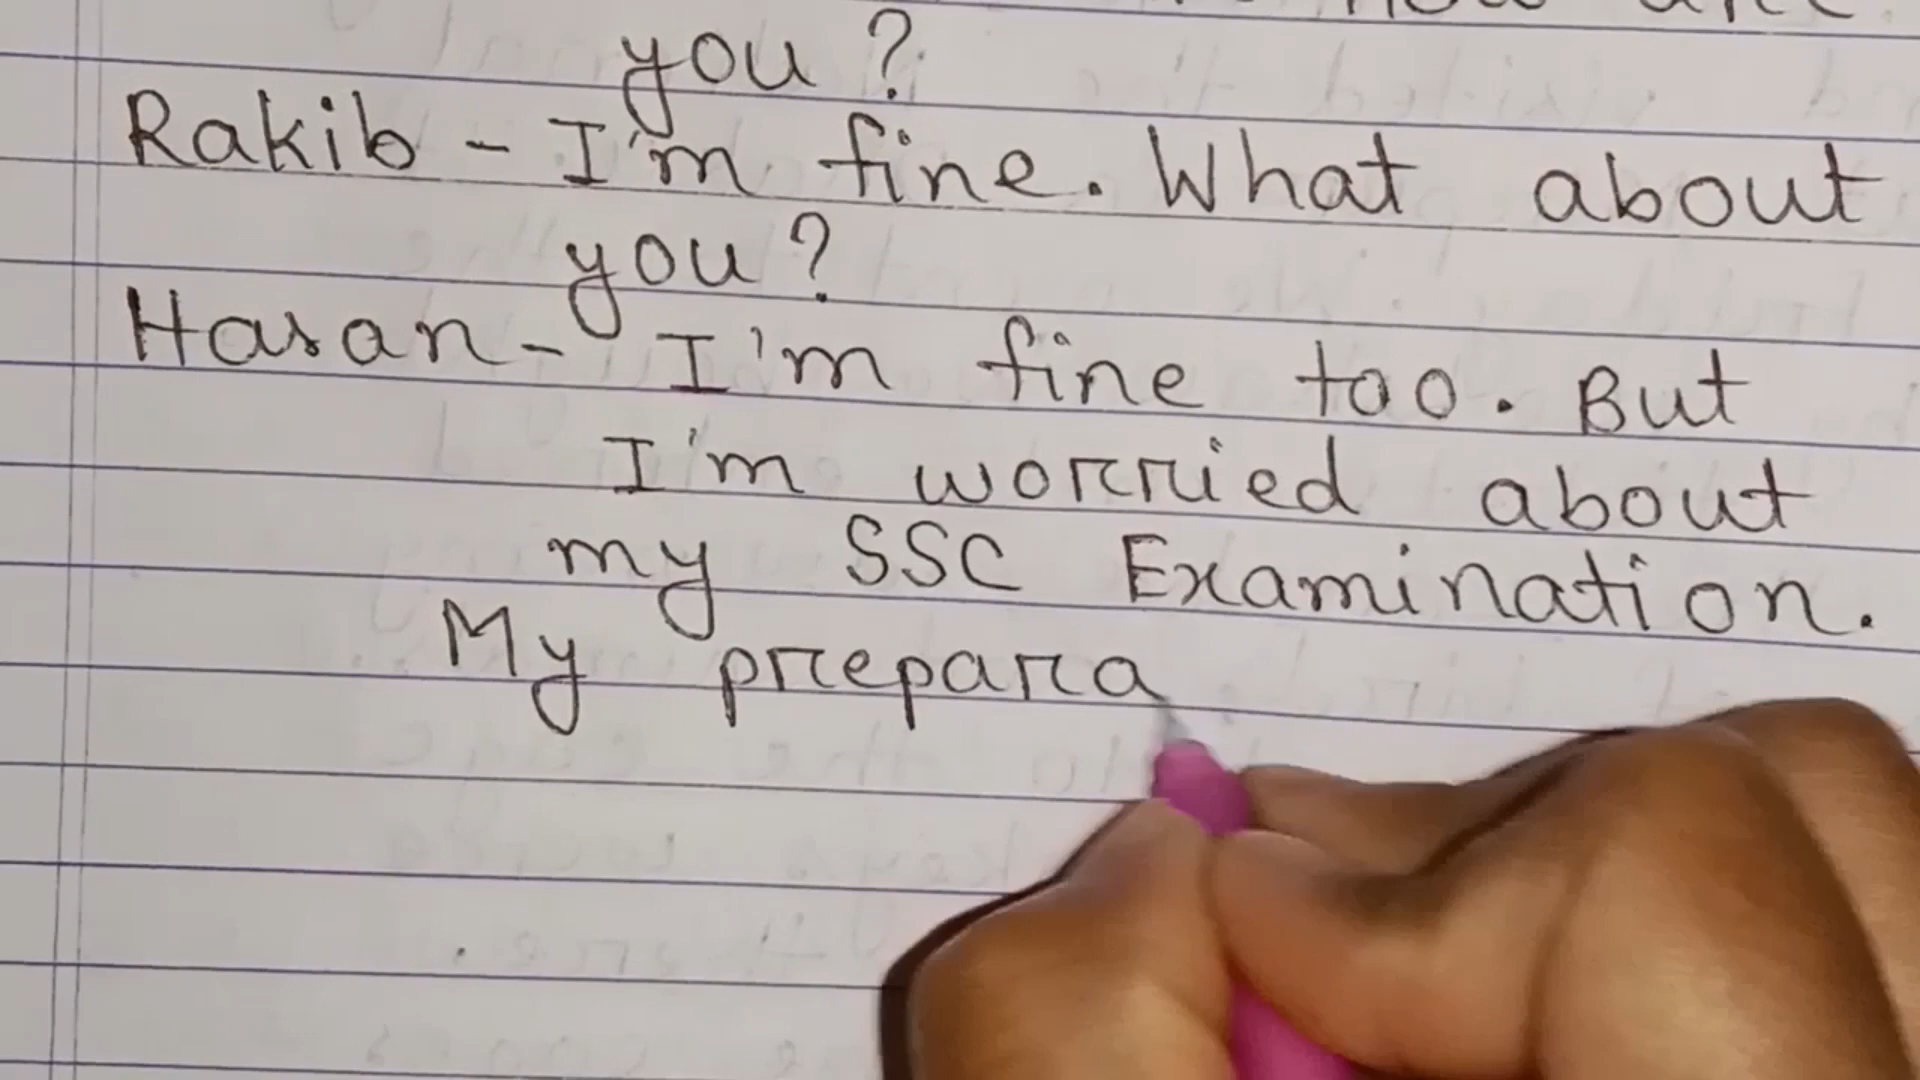 you?
Rakib - I'm fine. What about
you?
Hasan - I'm fine too. But
I'm worried about
my SSC Examination.
My prepara